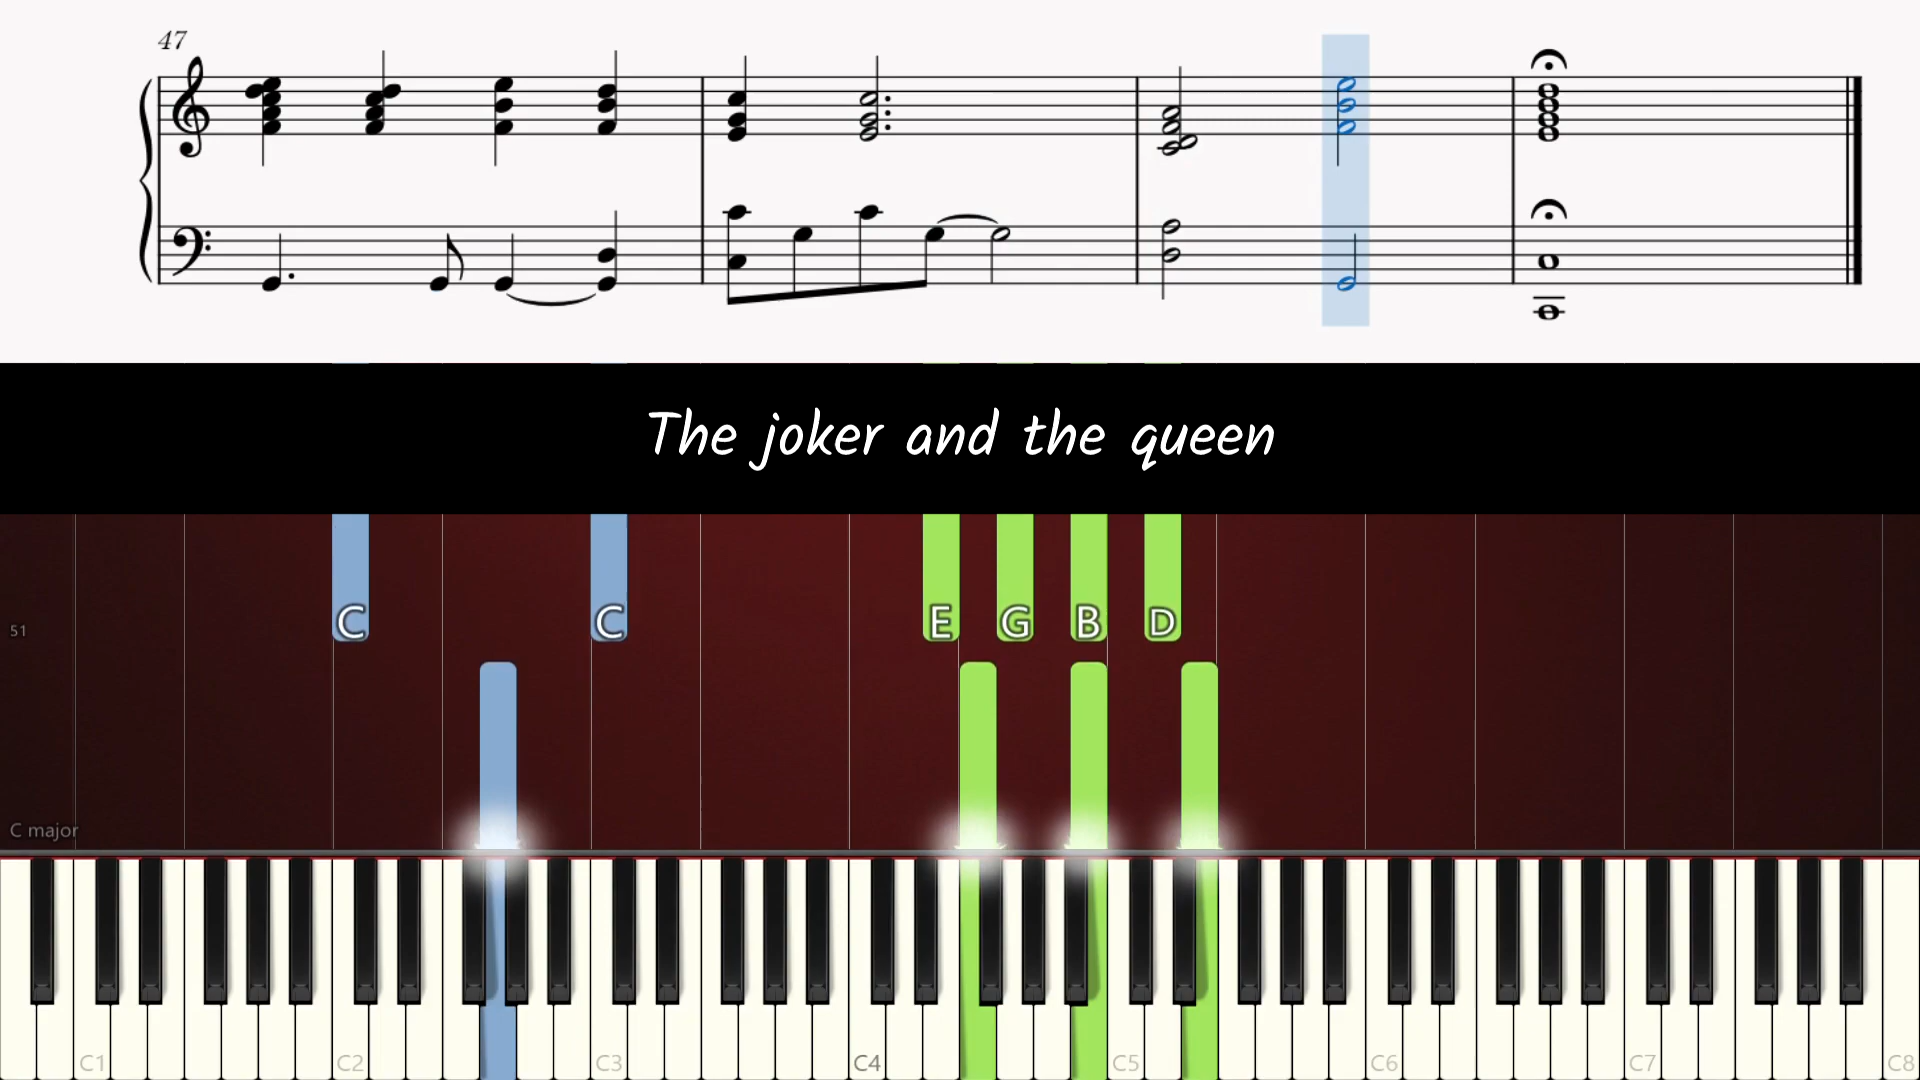 47
The joker and the queen
C C E G B D
51
C major
C1 C2 C3 C4 C5 C6 C7 C8